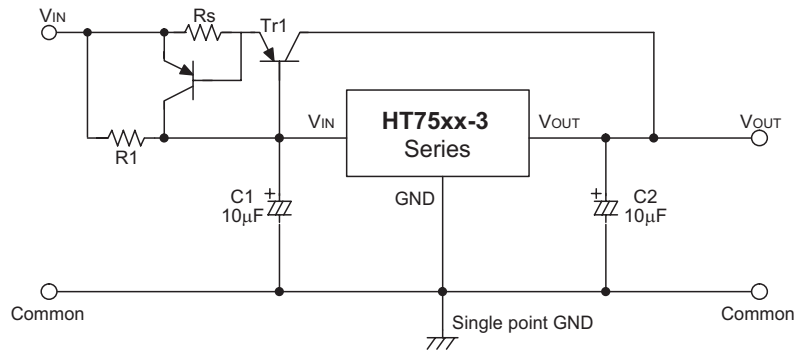 VIN
Rs
Tr1
R1
VIN
HT75xx-3
Series
VOUT
VOUT
GND
C1
10µF
C2
10µF
Common
Single point GND
Common